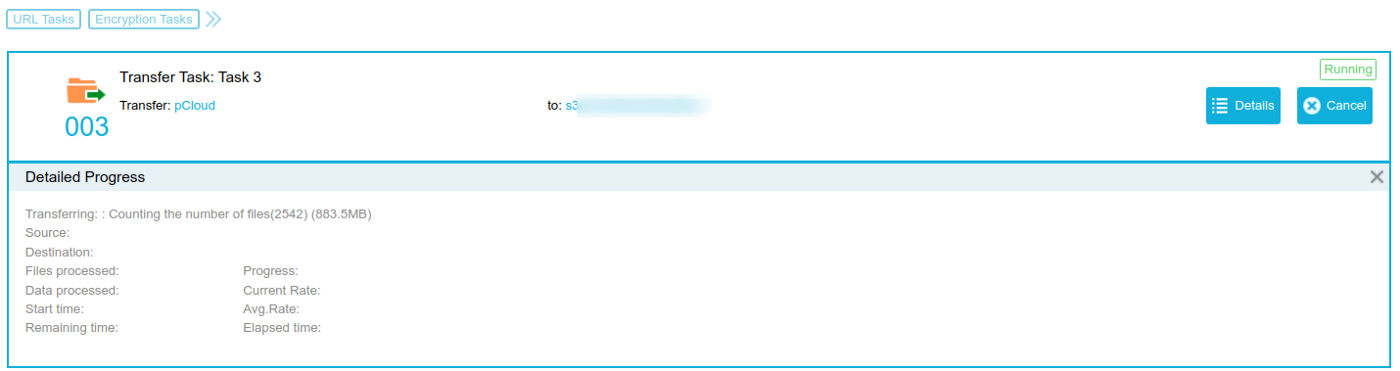 URL Tasks Encryption Tasks
Transfer Task: Task 3
Running
Transfer: pCloud to: s3
Details Cancel
003
Detailed Progress
Transferring: : Counting the number of files(2542) (883.5MB)
Source:
Destination:
Files processed: Progress:
Data processed: Current Rate:
Start time: Avg.Rate:
Remaining time: Elapsed time: